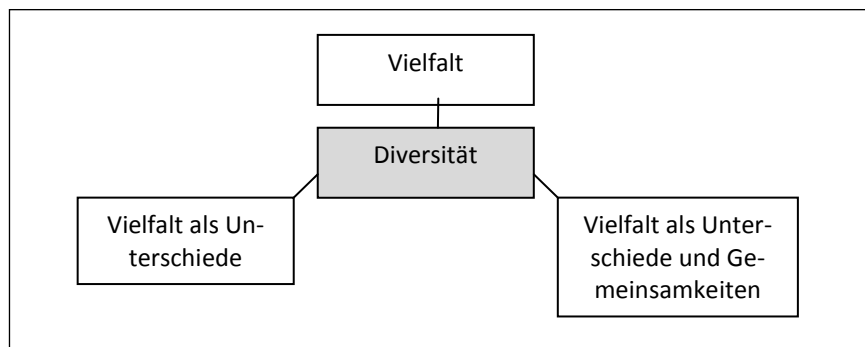 Vielfalt
Diversität
Vielfalt als Un-
terschiede
Vielfalt als Unter-
schiede und Ge-
meinsamkeiten